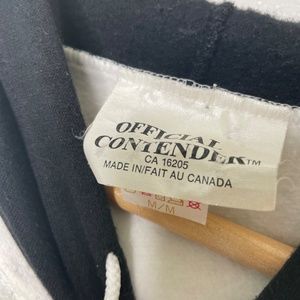 OFFICIAL
CONTENDER™
CA 16205
MADE IN/FAIT AU CANADA
M/M